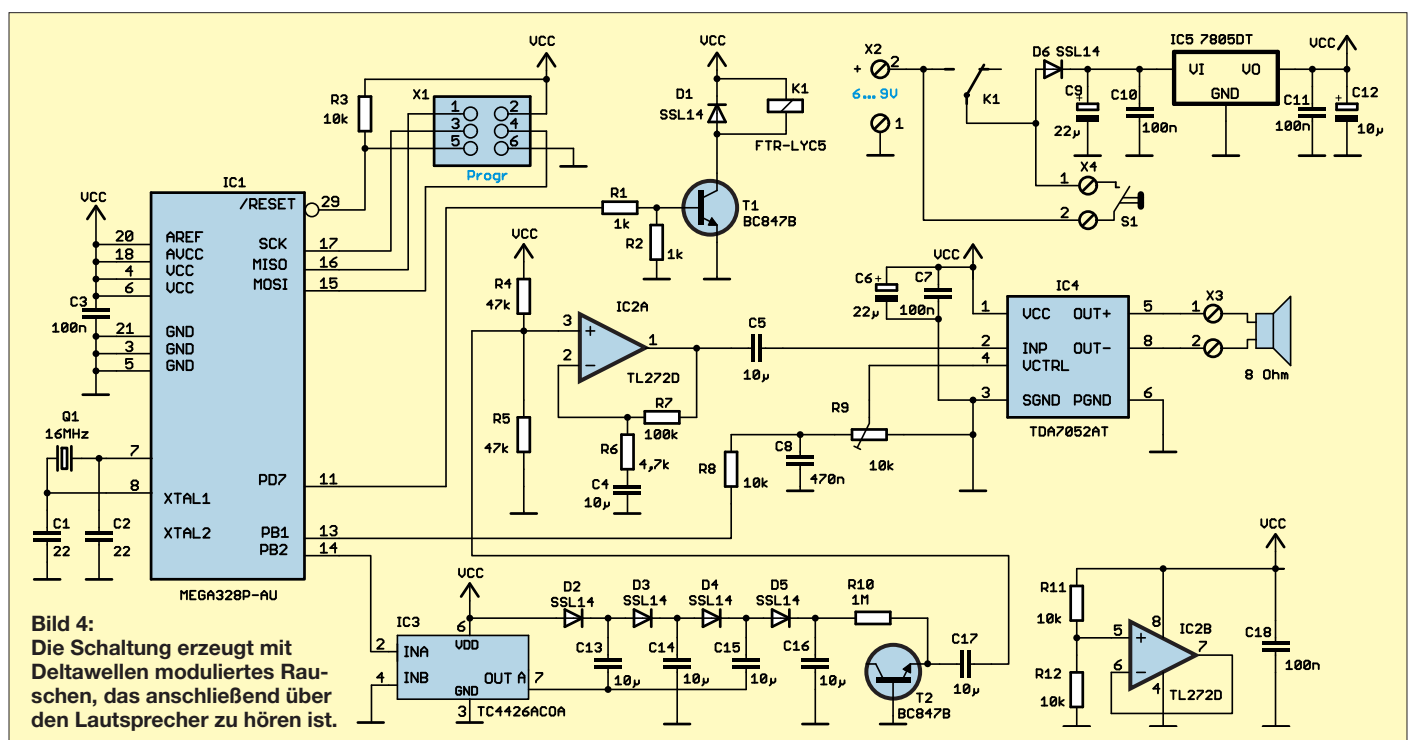 VCC
R3
10k
X1
1 2
3 4
5 6
Progr
VCC
D1
SSL14
K1
FTR-LYC5
R1
1k
R2
1k
T1
BC847B
X2
+ 2
6...9V
1
K1
D6 SSL14
C9
+
22µ
C10
100n
IC5 7805DT
VI VO
GND
VCC
C11
100n
C12
+
10µ
X4
1
2
S1
IC1
VCC
/RESET 29
20 AREF
18 AVCC
4 VCC
6 VCC
SCK 17
MISO 16
MOSI 15
C3
100n
21 GND
3 GND
5 GND
Q1
16MHz
7
8
XTAL1
XTAL2
C1
22
C2
22
PD7 11
PB1 13
PB2 14
MEGA328P-AU
VCC
R4
47k
R5
47k
IC2A
3 +
2 −
1
TL272D
R7
100k
R6
4,7k
C4
10µ
C5
10µ
VCC
C6
+
22µ
C7
100n
IC4
1 VCC OUT+ 5
2 INP OUT- 8
4 VCTRL
3 SGND PGND 6
TDA7052AT
1 X3
2
8 Ohm
R9
10k
R8
10k
C8
470n
VCC
IC3
6
VDD
2 INA
4 INB
OUT A 7
GND
3 TC4426ACOA
D2
SSL14
D3
SSL14
D4
SSL14
D5
SSL14
R10
1M
C13
10µ
C14
10µ
C15
10µ
C16
10µ
C17
10µ
T2
BC847B
VCC
R11
10k
R12
10k
8
5 +
6 −
7
4
IC2B
TL272D
C18
100n
Bild 4:
Die Schaltung erzeugt mit
Deltawellen moduliertes Rau-
schen, das anschließend über
den Lautsprecher zu hören ist.